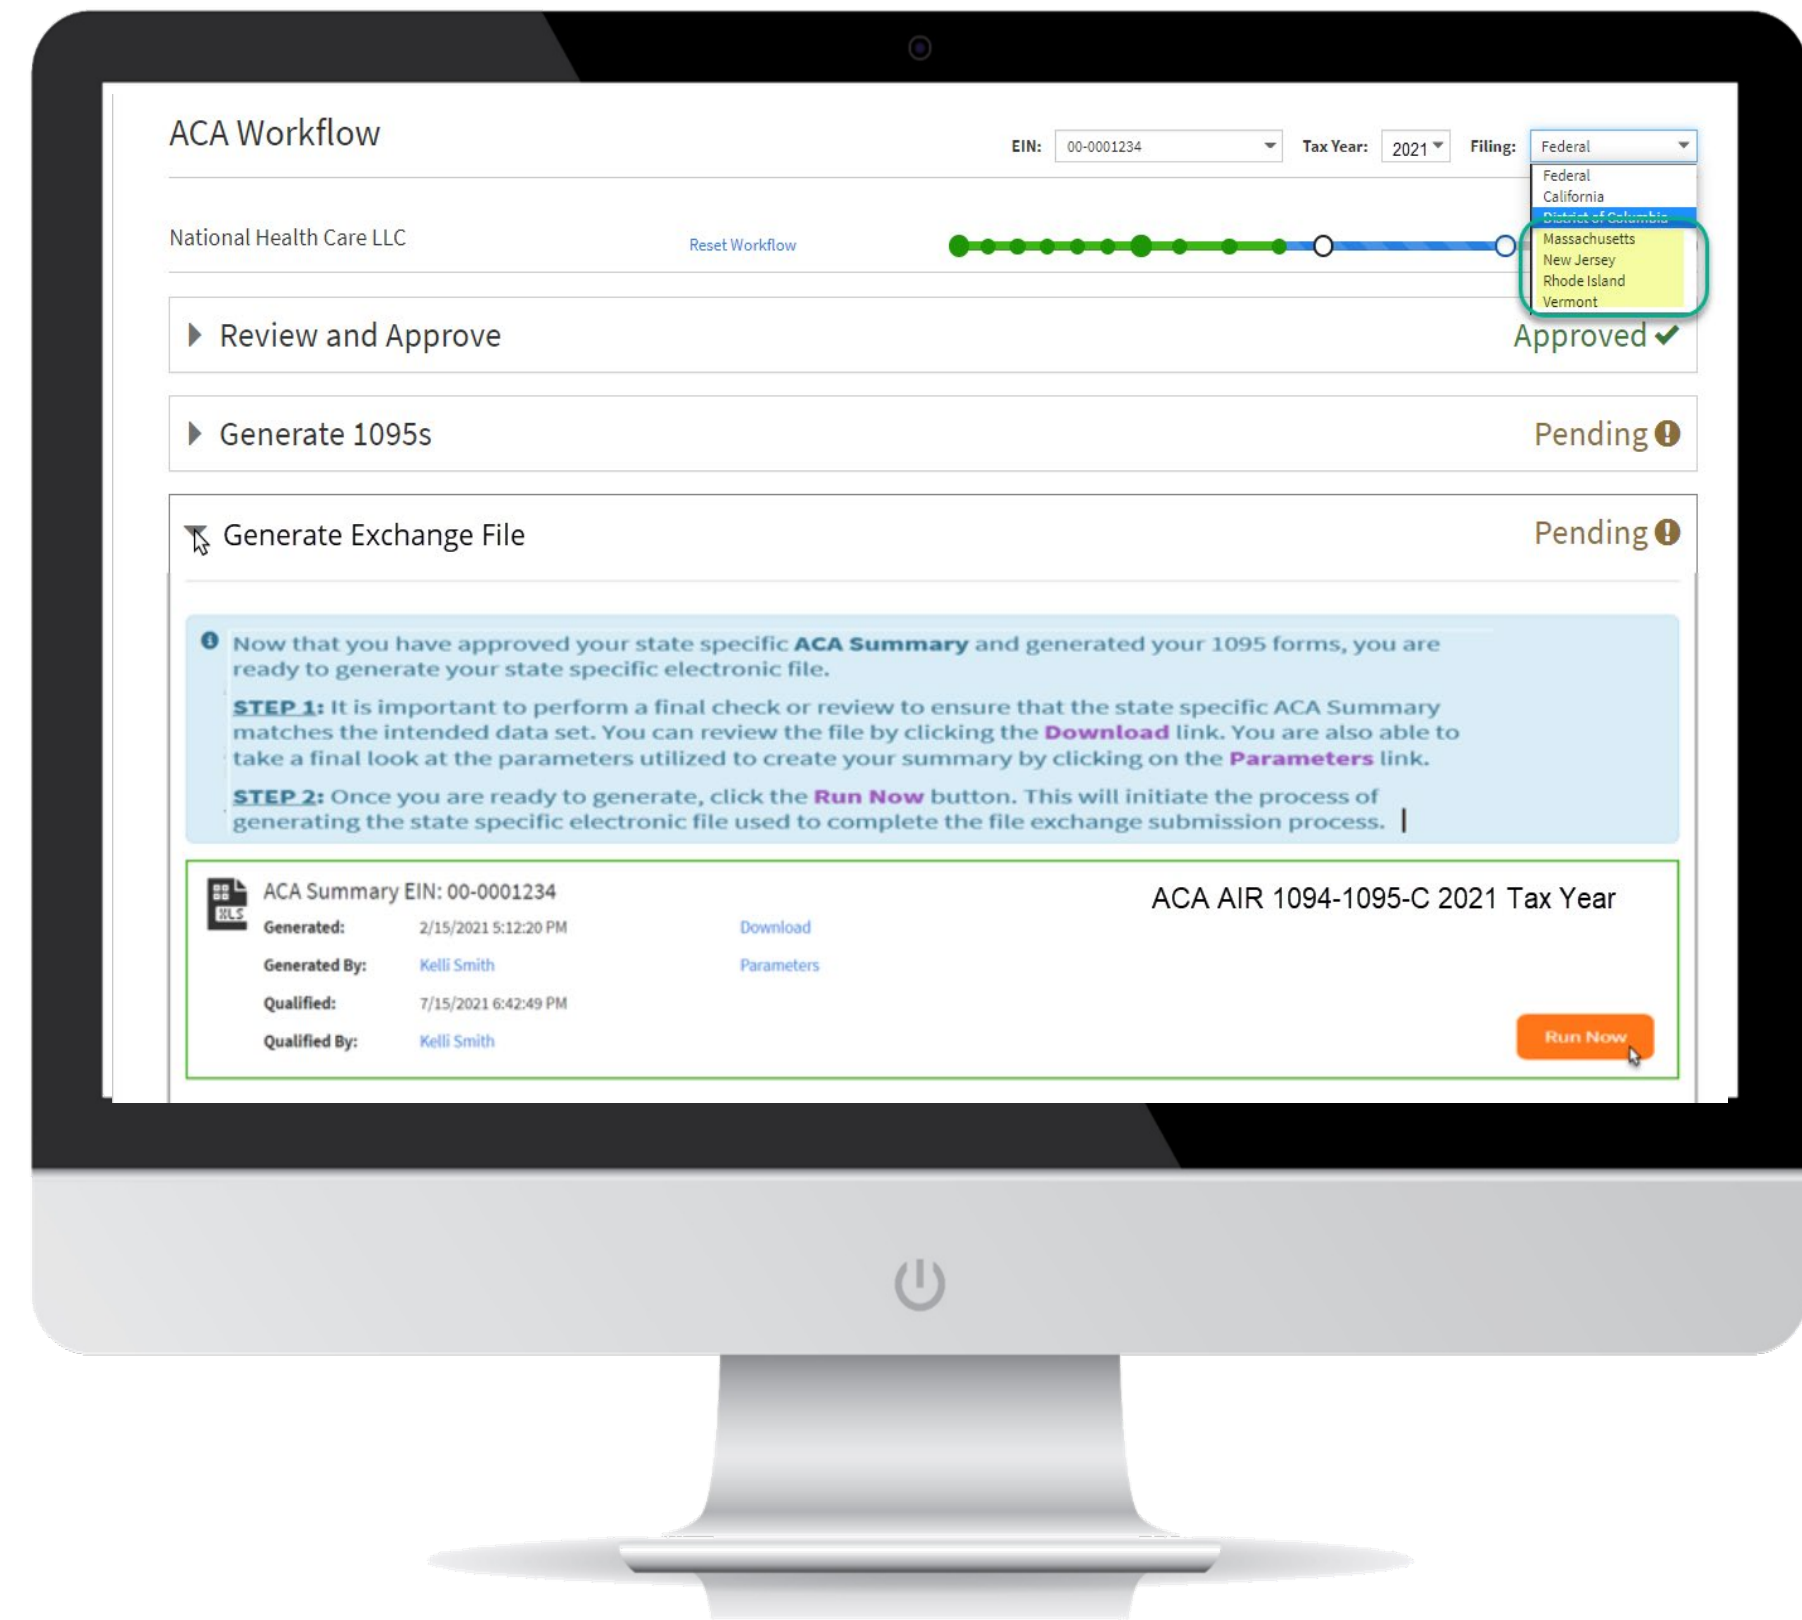 ACA Workflow
EIN: 00-0001234 Tax Year: 2021 Filing: Federal
Federal
California
District of Columbia
Massachusetts
New Jersey
Rhode Island
Vermont
National Health Care LLC Reset Workflow
Review and Approve Approved
Generate 1095s Pending
Generate Exchange File Pending
Now that you have approved your state specific ACA Summary and generated your 1095 forms, you are
ready to generate your state specific electronic file.
STEP 1: It is important to perform a final check or review to ensure that the state specific ACA Summary
matches the intended data set. You can review the file by clicking the Download link. You are also able to
take a final look at the parameters utilized to create your summary by clicking on the Parameters link.
STEP 2: Once you are ready to generate, click the Run Now button. This will initiate the process of
generating the state specific electronic file used to complete the file exchange submission process.
XLS
ACA Summary EIN: 00-0001234 ACA AIR 1094-1095-C 2021 Tax Year
Generated: 2/15/2021 5:12:20 PM Download
Generated By: Kelli Smith Parameters
Qualified: 7/15/2021 6:42:49 PM
Qualified By: Kelli Smith
Run Now